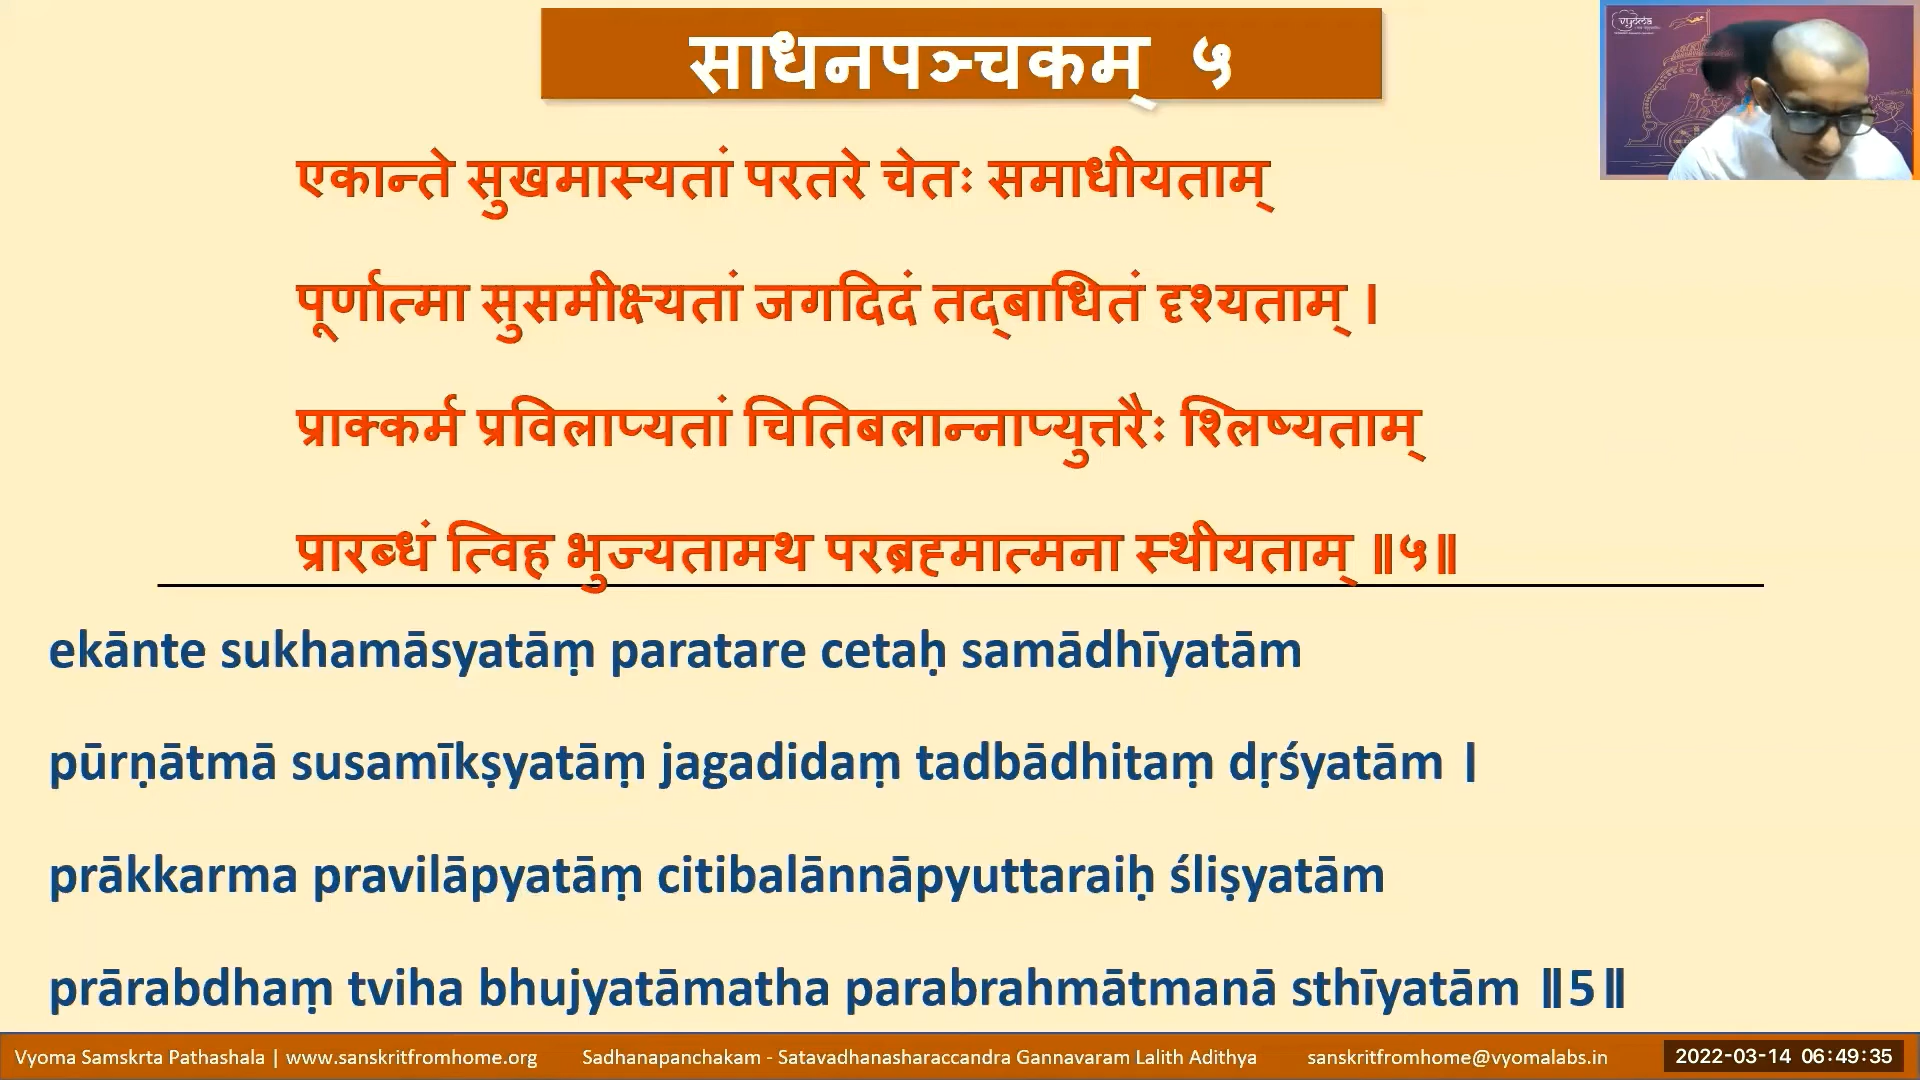 साधनपञ्चकम् ५
vyoma
एकान्ते सुखमास्यतां परतरे चेतः समाधीयताम्
पूर्णात्मा सुसमीक्ष्यतां जगदिदं तद्बाधितं दृश्यताम् ।
प्राक्कर्म प्रविलाप्यतां चितिबलान्नाप्युत्तरैः श्लिष्यताम्
प्रारब्धं त्विह भुज्यतामथ परब्रह्मात्मना स्थीयताम् ॥५॥
ekānte sukhamāsyatāṃ paratare cetaḥ samādhīyatām
pūrṇātmā susamīkṣyatāṃ jagadidaṃ tadbādhitaṃ dṛśyatām |
prākkarma pravilāpyatāṃ citibalānnāpyuttaraiḥ śliṣyatām
prārabdhaṃ tviha bhujyatāmatha parabrahmātmanā sthīyatām ǁ5ǁ
Vyoma Samskrta Pathashala | www.sanskritfromhome.org Sadhanapanchakam - Satavadhanasharaccandra Gannavaram Lalith Adithya sanskritfromhome@vyomalabs.in 2022-03-14 06:49:35